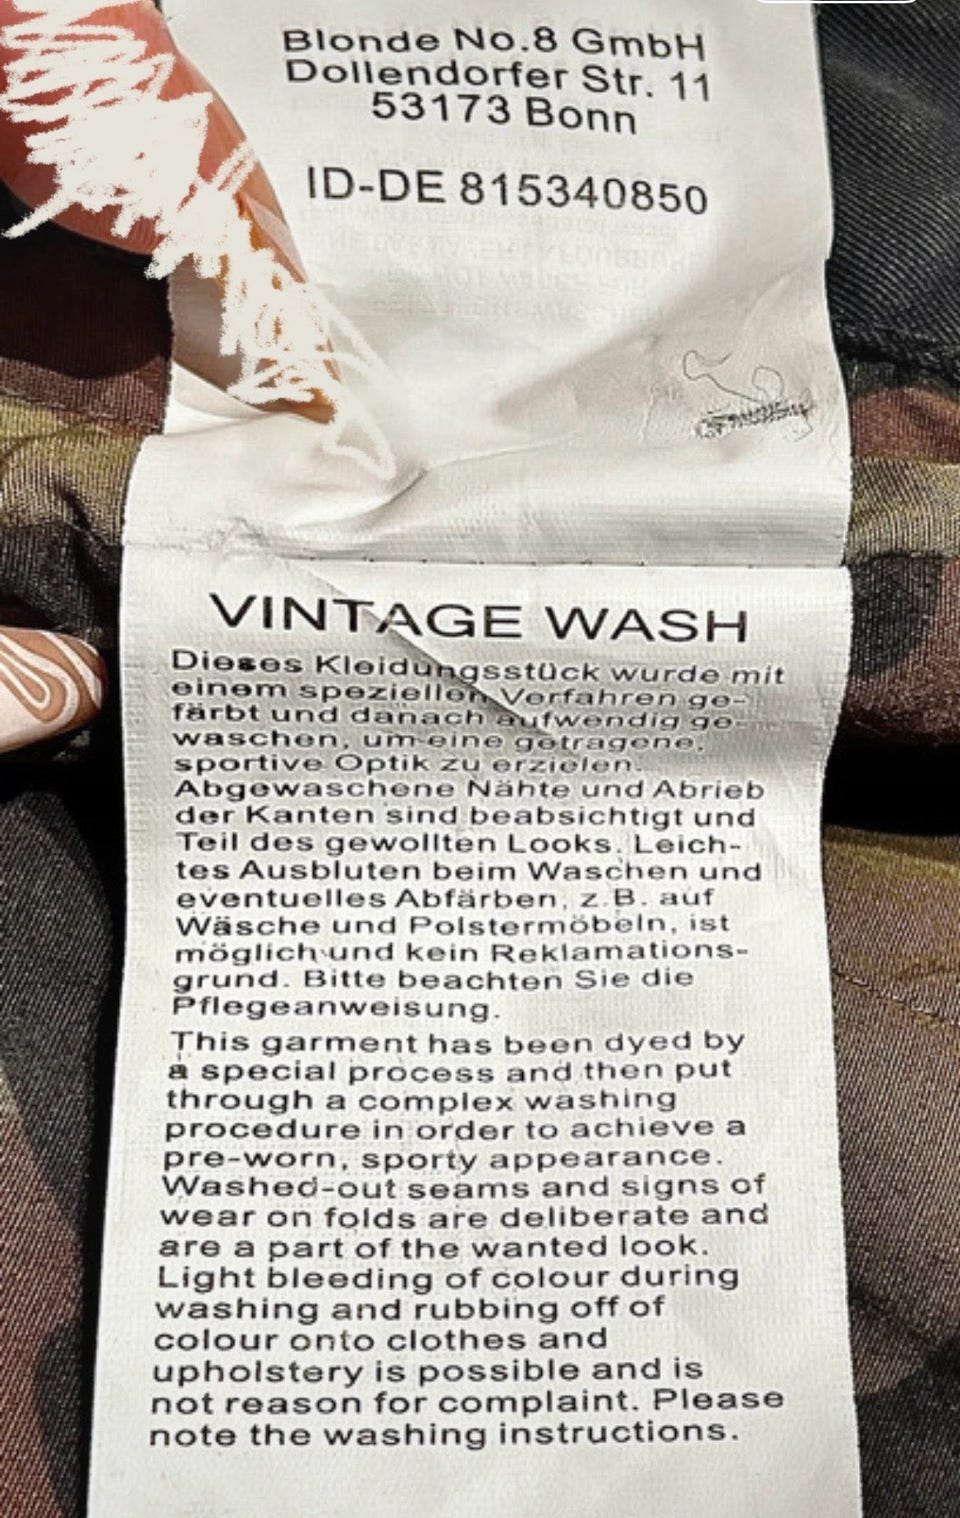 Blonde No.8 GmbH
Dollendorfer Str. 11
53173 Bonn
ID-DE 815340850
VINTAGE WASH
Dieses Kleidungsstück wurde mit
einem speziellen Verfahren ge-
färbt und danach aufwendig ge-
waschen, um eine getragene,
sportive Optik zu erzielen.
Abgewaschene Nähte und Abrieb
der Kanten sind beabsichtigt und
Teil des gewollten Looks. Leich-
tes Ausbluten beim Waschen und
eventuelles Abfärben, z.B. auf
Wäsche und Polstermöbeln, ist
möglich und kein Reklamations-
grund. Bitte beachten Sie die
Pflegeanweisung.
This garment has been dyed by
a special process and then put
through a complex washing
procedure in order to achieve a
pre-worn, sporty appearance.
Washed-out seams and signs of
wear on folds are deliberate and
are a part of the wanted look.
Light bleeding of colour during
washing and rubbing off of
colour onto clothes and
upholstery is possible and is
not reason for complaint. Please
note the washing instructions.